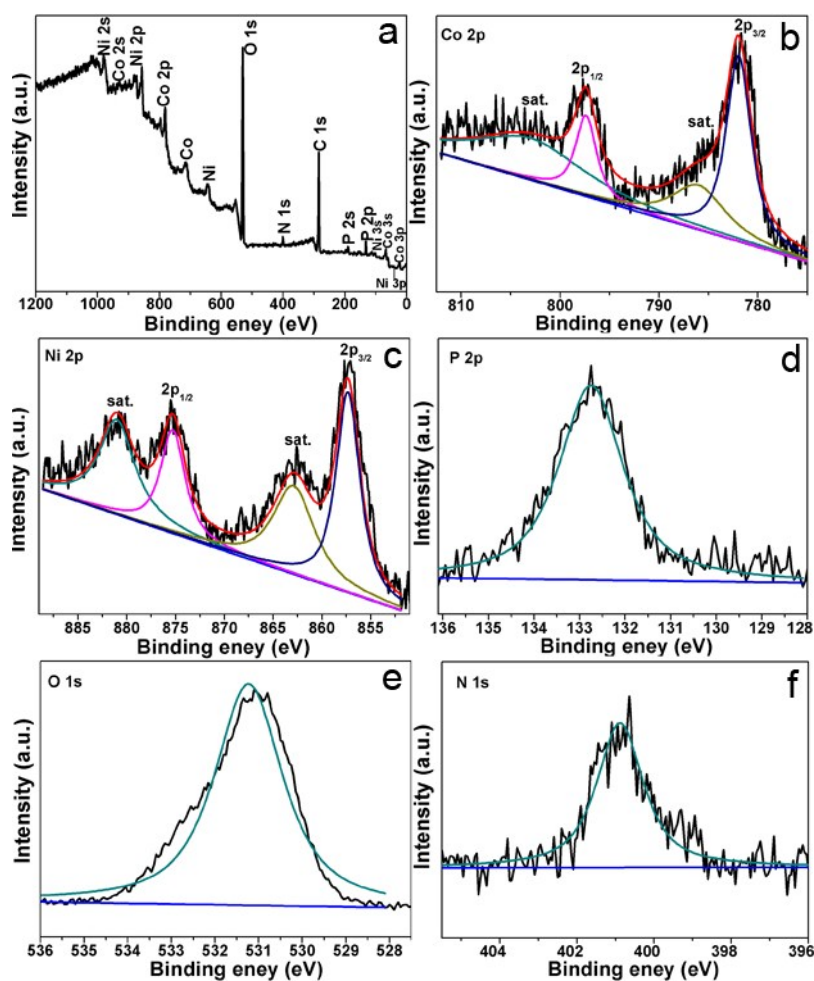 a
Ni 2s
Co 2s
Ni 2p
Co 2p
Co
Ni
O 1s
N 1s
C 1s
P 2s
P 2p
Ni 3s
Co 3s
Co 3p
Ni 3p
Intensity (a.u.)
1200 1000 800 600 400 200 0
Binding eney (eV)
b
Co 2p
sat.
2p1/2
sat.
2p3/2
Intensity (a.u.)
810 800 790 780
Binding eney (eV)
c
Ni 2p
sat.
2p1/2
sat.
2p3/2
Intensity (a.u.)
885 880 875 870 865 860 855
Binding eney (eV)
d
P 2p
Intensity (a.u.)
136 135 134 133 132 131 130 129 128
Binding eney (eV)
e
O 1s
Intensity (a.u.)
536 535 534 533 532 531 530 529 528
Binding eney (eV)
f
N 1s
Intensity (a.u.)
404 402 400 398 396
Binding eney (eV)